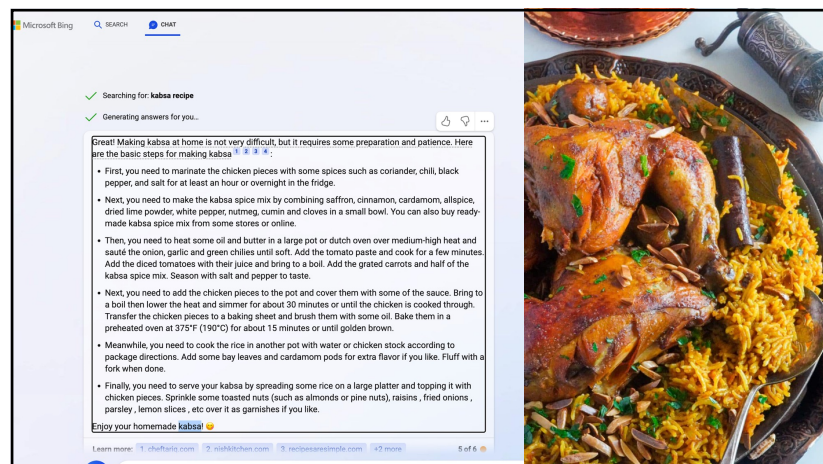 Microsoft Bing
SEARCH
CHAT
Searching for: kabsa recipe
Generating answers for you...
Great! Making kabsa at home is not very difficult, but it requires some preparation and patience. Here
are the basic steps for making kabsa 1 2 3 4 :
• First, you need to marinate the chicken pieces with some spices such as coriander, chili, black
pepper, and salt for at least an hour or overnight in the fridge.
• Next, you need to make the kabsa spice mix by combining saffron, cinnamon, cardamom, allspice,
dried lime powder, white pepper, nutmeg, cumin and cloves in a small bowl. You can also buy ready-
made kabsa spice mix from some stores or online.
• Then, you need to heat some oil and butter in a large pot or dutch oven over medium-high heat and
sauté the onion, garlic and green chilies until soft. Add the tomato paste and cook for a few minutes.
Add the diced tomatoes with their juice and bring to a boil. Add the grated carrots and half of the
kabsa spice mix. Season with salt and pepper to taste.
• Next, you need to add the chicken pieces to the pot and cover them with some of the sauce. Bring to
a boil then lower the heat and simmer for about 30 minutes or until the chicken is cooked through.
Transfer the chicken pieces to a baking sheet and brush them with some oil. Bake them in a
preheated oven at 375°F (190°C) for about 15 minutes or until golden brown.
• Meanwhile, you need to cook the rice in another pot with water or chicken stock according to
package directions. Add some bay leaves and cardamom pods for extra flavor if you like. Fluff with a
fork when done.
• Finally, you need to serve your kabsa by spreading some rice on a large platter and topping it with
chicken pieces. Sprinkle some toasted nuts (such as almonds or pine nuts), raisins , fried onions ,
parsley , lemon slices , etc over it as garnishes if you like.
Enjoy your homemade kabsa! 😋
Learn more: 1. cheftariq.com 2. nishkitchen.com 3. recipesaresimple.com +2 more 5 of 6